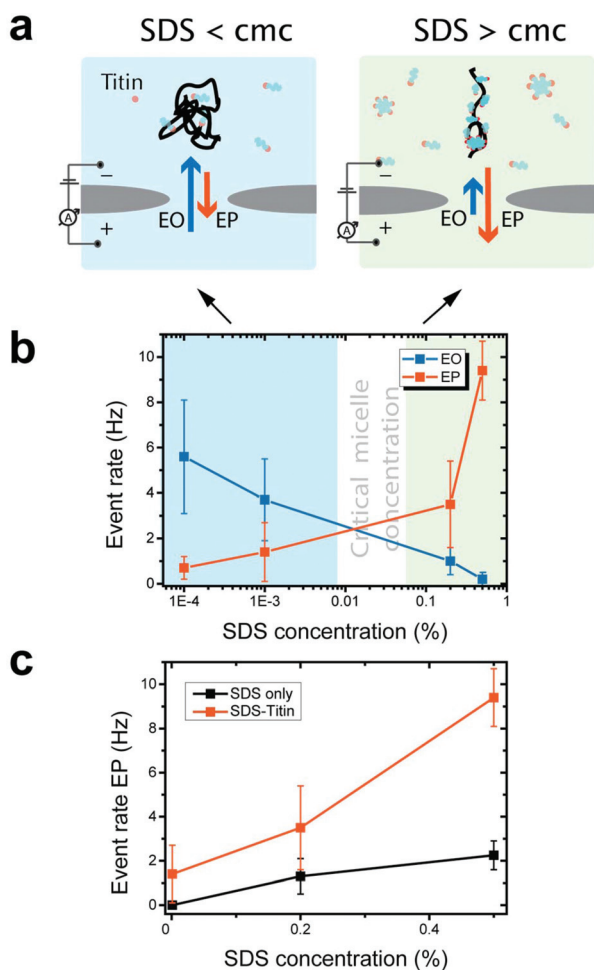 a
SDS < cmc
SDS > cmc
Titin
−
A
+
EO
EP
−
A
+
EO
EP
b
10
8
6
4
2
0
Event rate (Hz)
EO
EP
Critical micelle
concentration
1E-4
1E-3
0.01
0.1
1
SDS concentration (%)
c
10
8
6
4
2
0
Event rate EP (Hz)
SDS only
SDS-Titin
0
0.2
0.4
SDS concentration (%)